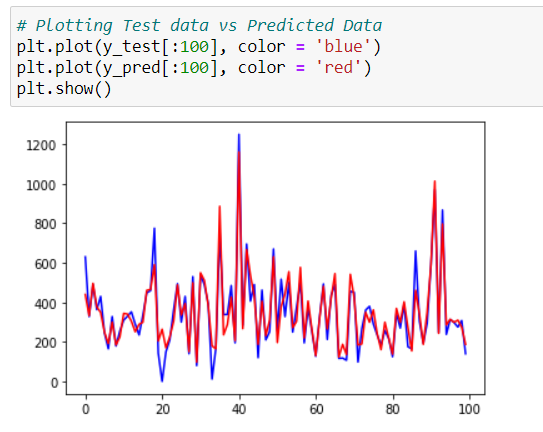 # Plotting Test data vs Predicted Data
plt.plot(y_test[:100], color = 'blue')
plt.plot(y_pred[:100], color = 'red')
plt.show()
1200
1000
800
600
400
200
0
0 20 40 60 80 100